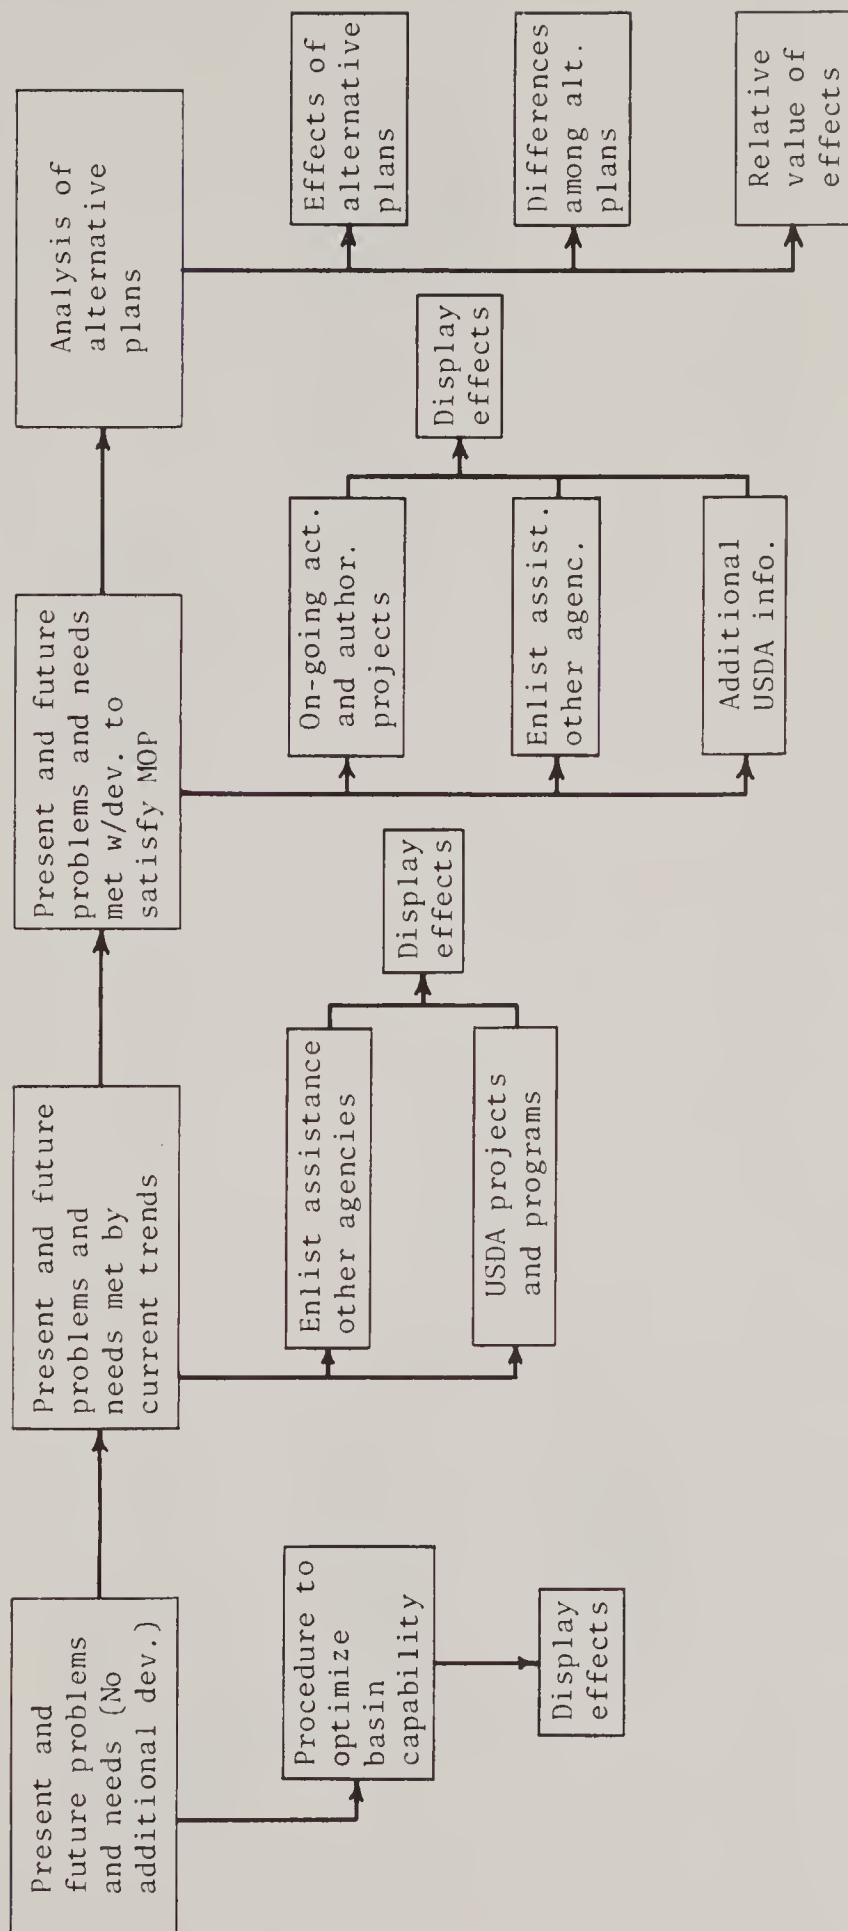 Present and
future problems
and needs (No
additional dev.)
Procedure to
optimize
basin
capability
Display
effects
Present and future
problems and
needs met by
current trends
Enlist assistance
other agencies
USDA projects
and programs
Display
effects
Present and future
problems and needs
met w/dev. to
satisfy MOP
On-going act.
and author.
projects
Enlist assist.
other agenc.
Additional
USDA info.
Display
effects
Analysis of
alternative
plans
Effects of
alternative
plans
Differences
among alt.
plans
Relative
value of
effects